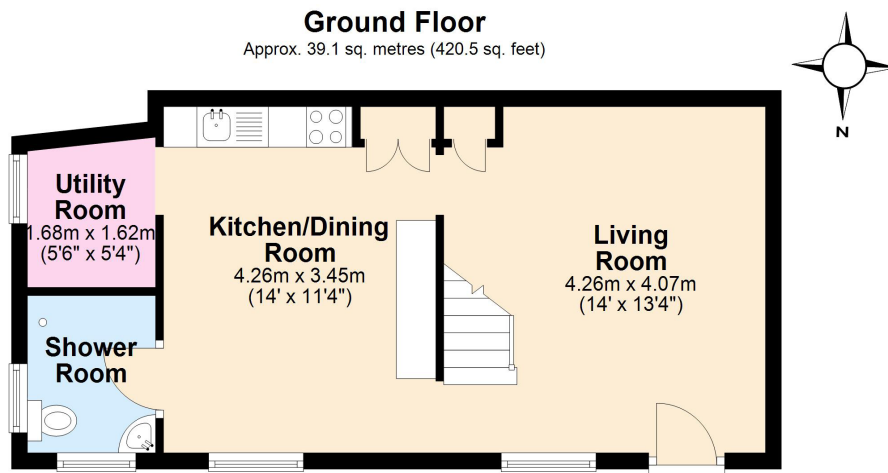 Ground Floor
Approx. 39.1 sq. metres (420.5 sq. feet)
N
Utility
Room
1.68m x 1.62m
(5'6" x 5'4")
Kitchen/Dining
Room
4.26m x 3.45m
(14' x 11'4")
Living
Room
4.26m x 4.07m
(14' x 13'4")
Shower
Room